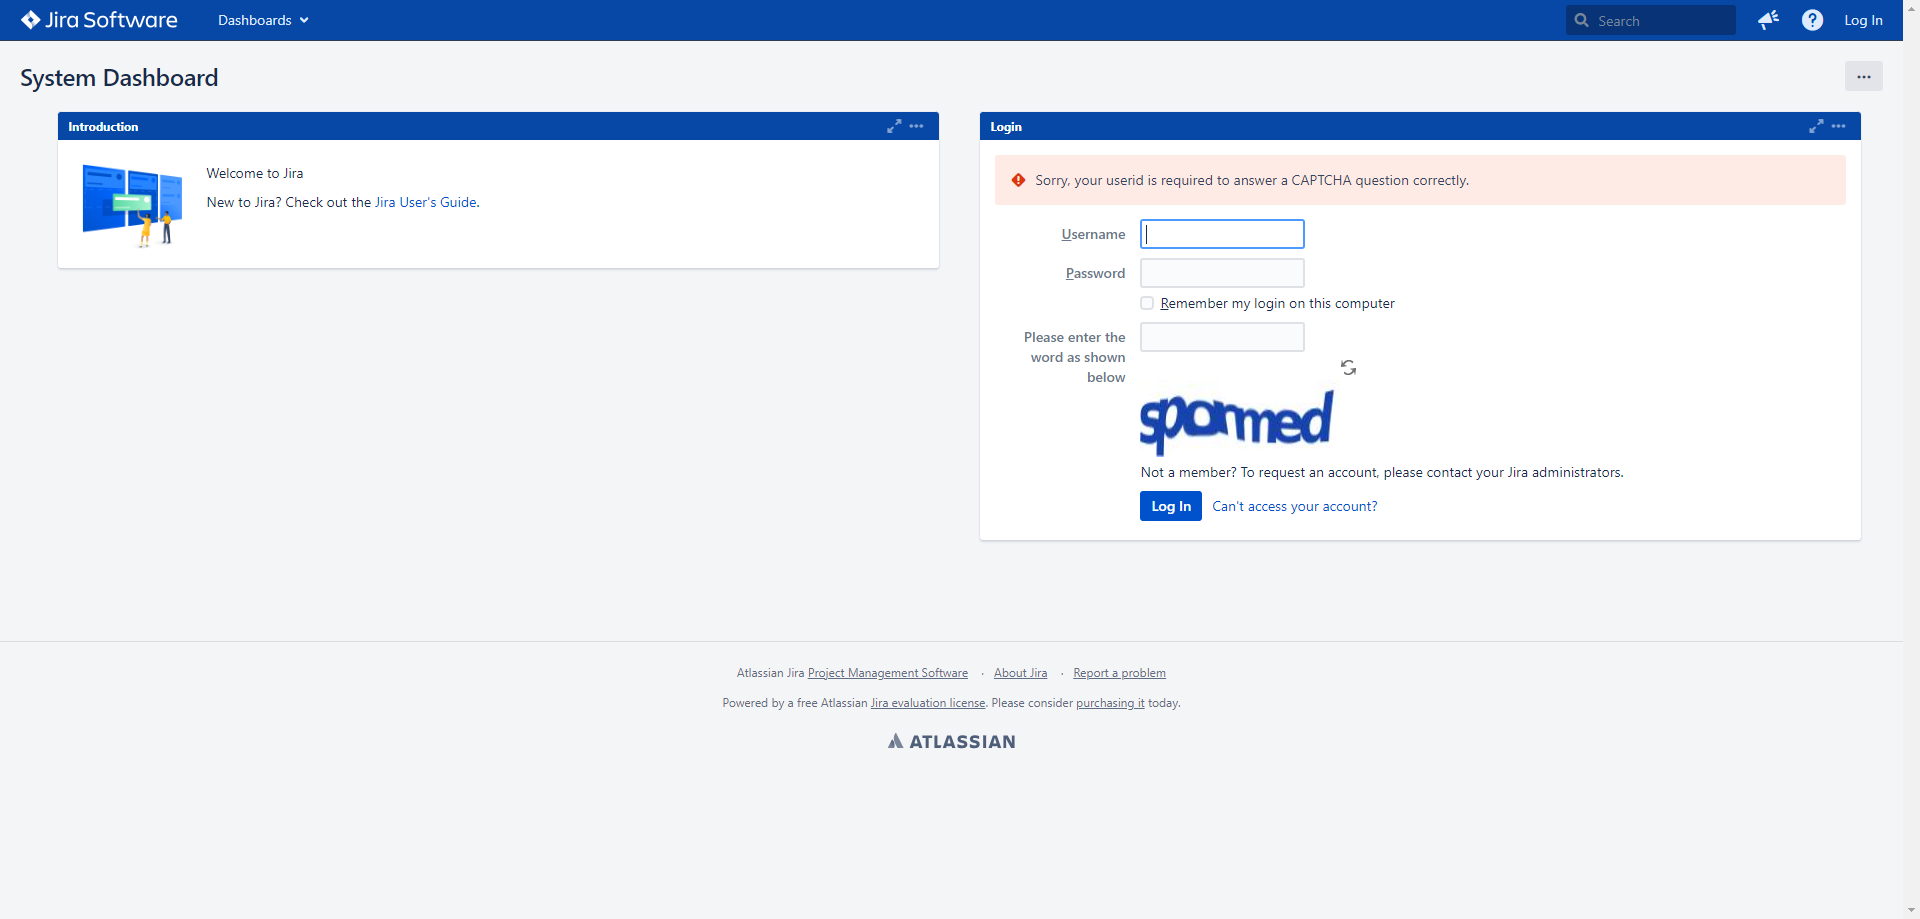 Jira Software
Dashboards
Search
Log In
System Dashboard
Introduction
Welcome to Jira
New to Jira? Check out the Jira User's Guide.
Login
Sorry, your userid is required to answer a CAPTCHA question correctly.
Username
Password
Remember my login on this computer
Please enter the
word as shown
below
sparmed
Not a member? To request an account, please contact your Jira administrators.
Log In
Can't access your account?
Atlassian Jira Project Management Software · About Jira · Report a problem
Powered by a free Atlassian Jira evaluation license. Please consider purchasing it today.
ATLASSIAN